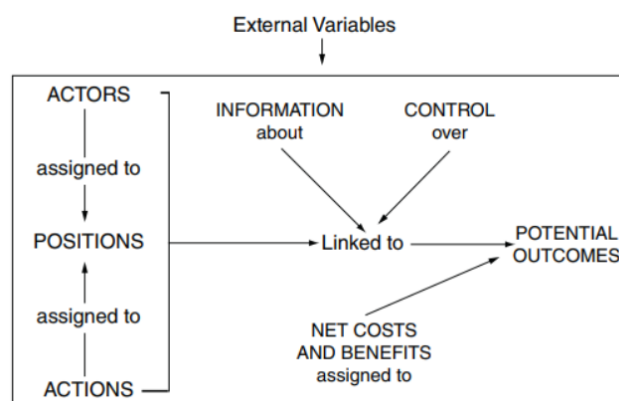 External Variables
ACTORS
INFORMATION
about
CONTROL
over
assigned to
POSITIONS
Linked to
POTENTIAL
OUTCOMES
assigned to
NET COSTS
AND BENEFITS
assigned to
ACTIONS